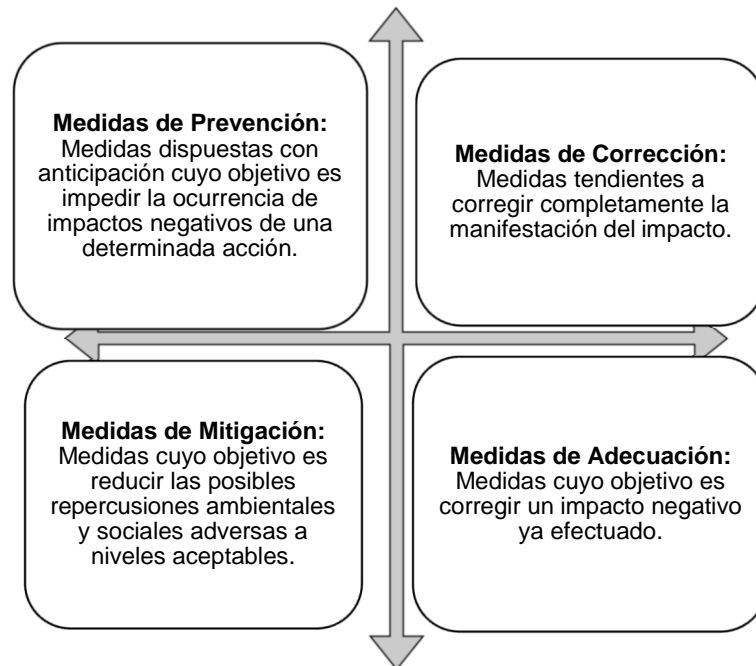 Medidas de Prevención:
Medidas dispuestas con
anticipación cuyo objetivo es
impedir la ocurrencia de
impactos negativos de una
determinada acción.
Medidas de Corrección:
Medidas tendientes a
corregir completamente la
manifestación del impacto.
Medidas de Mitigación:
Medidas cuyo objetivo es
reducir las posibles
repercusiones ambientales
y sociales adversas a
niveles aceptables.
Medidas de Adecuación:
Medidas cuyo objetivo es
corregir un impacto negativo
ya efectuado.